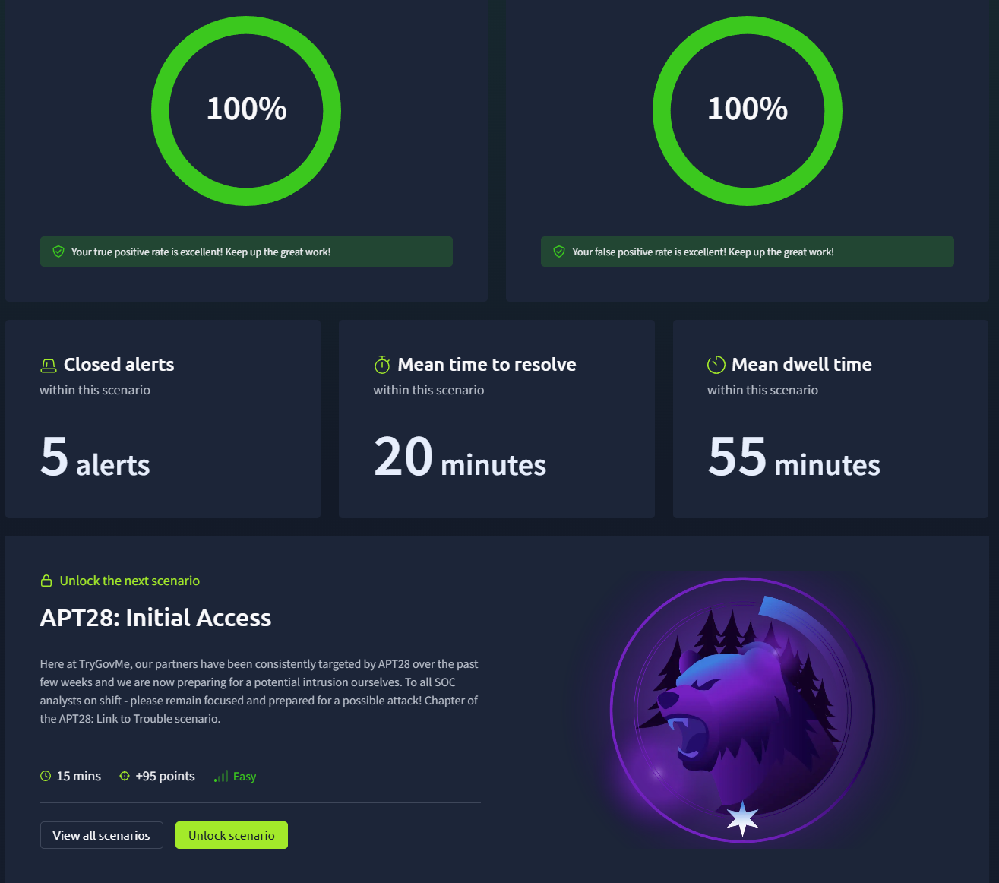 100%
100%
Your true positive rate is excellent! Keep up the great work!
Your false positive rate is excellent! Keep up the great work!
Closed alerts
within this scenario
5 alerts
Mean time to resolve
within this scenario
20 minutes
Mean dwell time
within this scenario
55 minutes
Unlock the next scenario
APT28: Initial Access
Here at TryGovMe, our partners have been consistently targeted by APT28 over the past
few weeks and we are now preparing for a potential intrusion ourselves. To all SOC
analysts on shift - please remain focused and prepared for a possible attack! Chapter of
the APT28: Link to Trouble scenario.
15 mins +95 points Easy
View all scenarios Unlock scenario